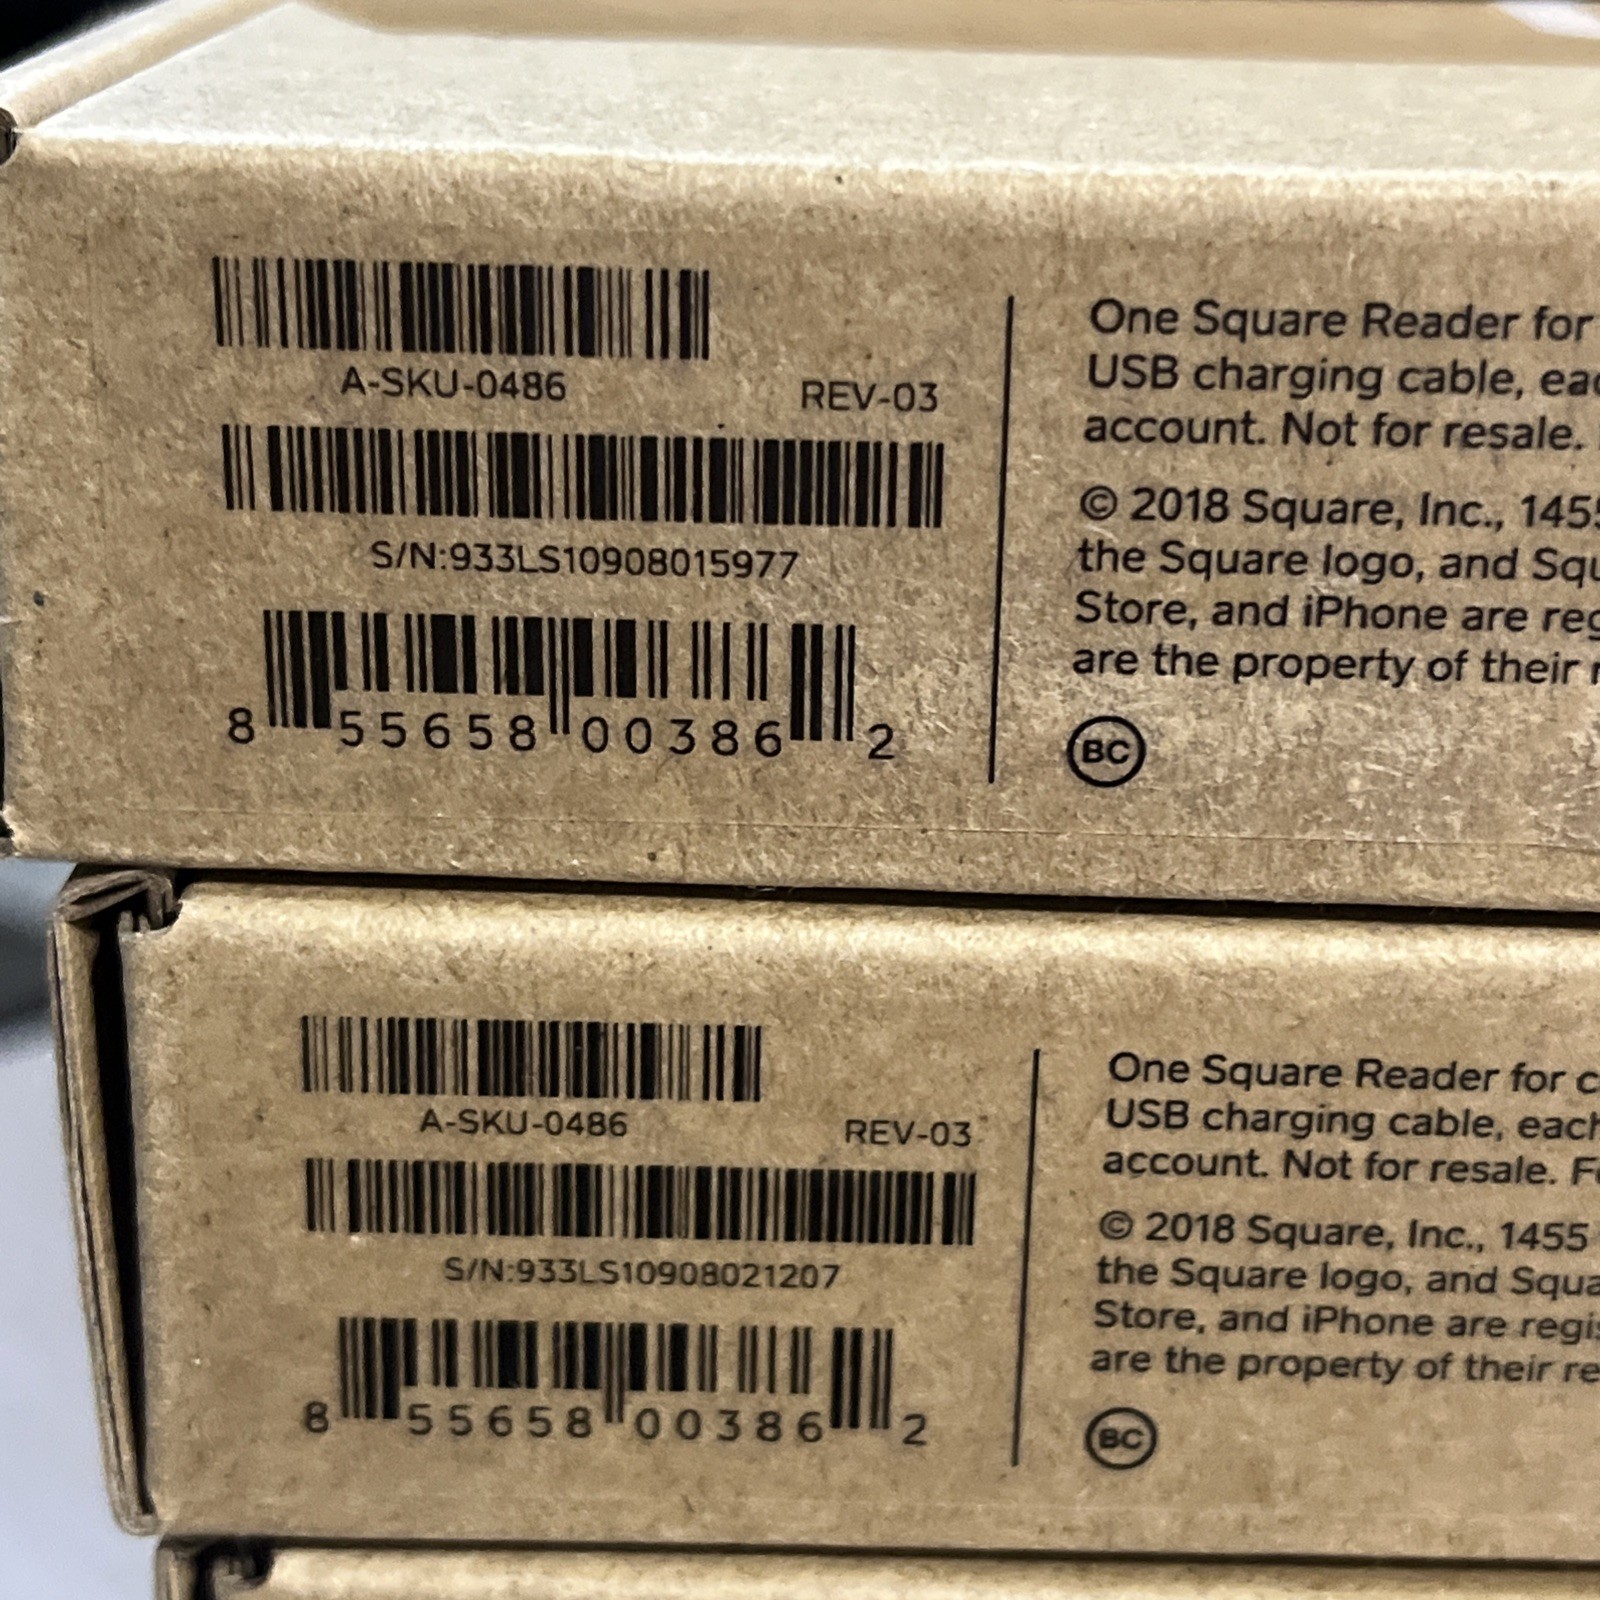 A-SKU-0486
REV-03
S/N:933LS10908015977
8 55658 00386 2
One Square Reader for
USB charging cable,
account. Not for resale.
© 2018 Square, Inc., 1455
the Square logo, and
Store, and iPhone are
are the property of their
BC
A-SKU-0486
REV-03
S/N:933LS10908021207
8 55658 00386 2
One Square Reader for
USB charging cable, each
account. Not for resale.
© 2018 Square, Inc., 1455
the Square logo, and
Store, and iPhone are
are the property of their
BC